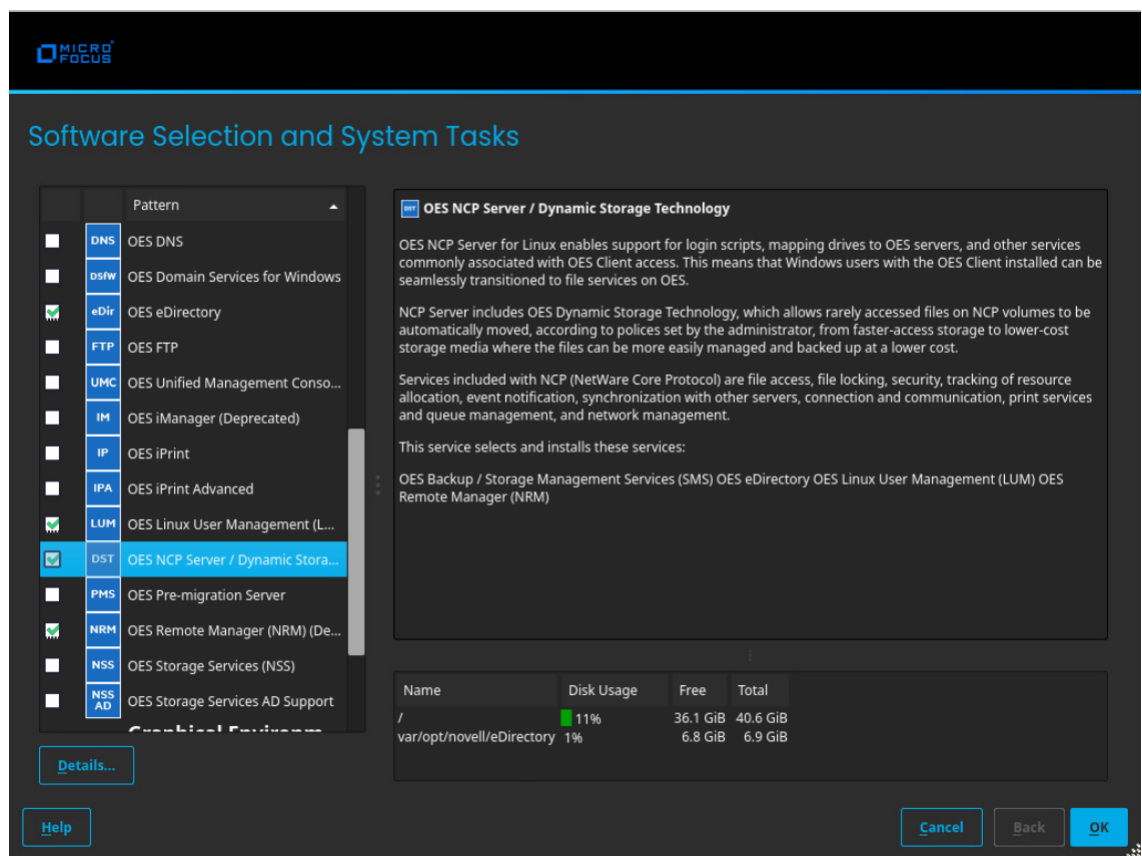 MICRO
FOCUS
Software Selection and System Tasks
Pattern
DNS OES DNS
DSfW OES Domain Services for Windows
eDir OES eDirectory
FTP OES FTP
UMC OES Unified Management Conso...
IM OES iManager (Deprecated)
IP OES iPrint
IPA OES iPrint Advanced
LUM OES Linux User Management (L...
DST OES NCP Server / Dynamic Stora...
PMS OES Pre-migration Server
NRM OES Remote Manager (NRM) (De...
NSS OES Storage Services (NSS)
NSS AD OES Storage Services AD Support
Graphical Environm
Details...
DST OES NCP Server / Dynamic Storage Technology
OES NCP Server for Linux enables support for login scripts, mapping drives to OES servers, and other services
commonly associated with OES Client access. This means that Windows users with the OES Client installed can be
seamlessly transitioned to file services on OES.
NCP Server includes OES Dynamic Storage Technology, which allows rarely accessed files on NCP volumes to be
automatically moved, according to polices set by the administrator, from faster-access storage to lower-cost
storage media where the files can be more easily managed and backed up at a lower cost.
Services included with NCP (NetWare Core Protocol) are file access, file locking, security, tracking of resource
allocation, event notification, synchronization with other servers, connection and communication, print services
and queue management, and network management.
This service selects and installs these services:
OES Backup / Storage Management Services (SMS) OES eDirectory OES Linux User Management (LUM) OES
Remote Manager (NRM)
Name Disk Usage Free Total
/ 11% 36.1 GiB 40.6 GiB
var/opt/novell/eDirectory 1% 6.8 GiB 6.9 GiB
Help
Cancel Back OK